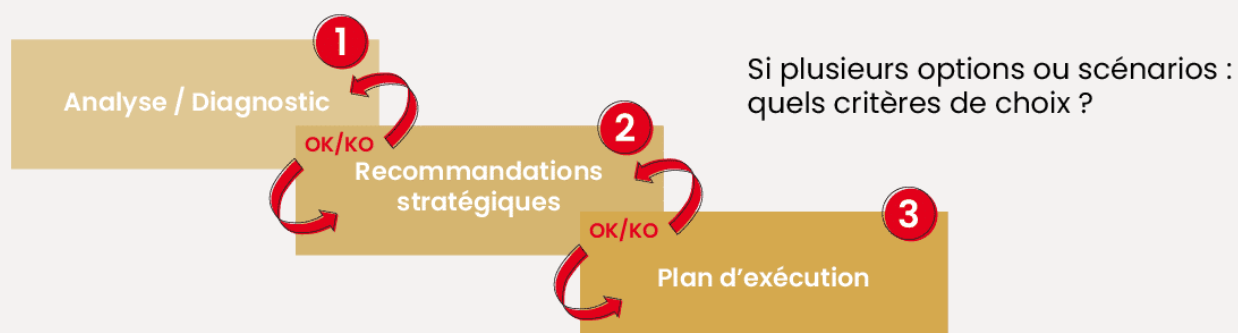 1
Analyse / Diagnostic
Si plusieurs options ou scénarios :
quels critères de choix ?
OK/KO
2
Recommandations
stratégiques
OK/KO
3
Plan d’exécution